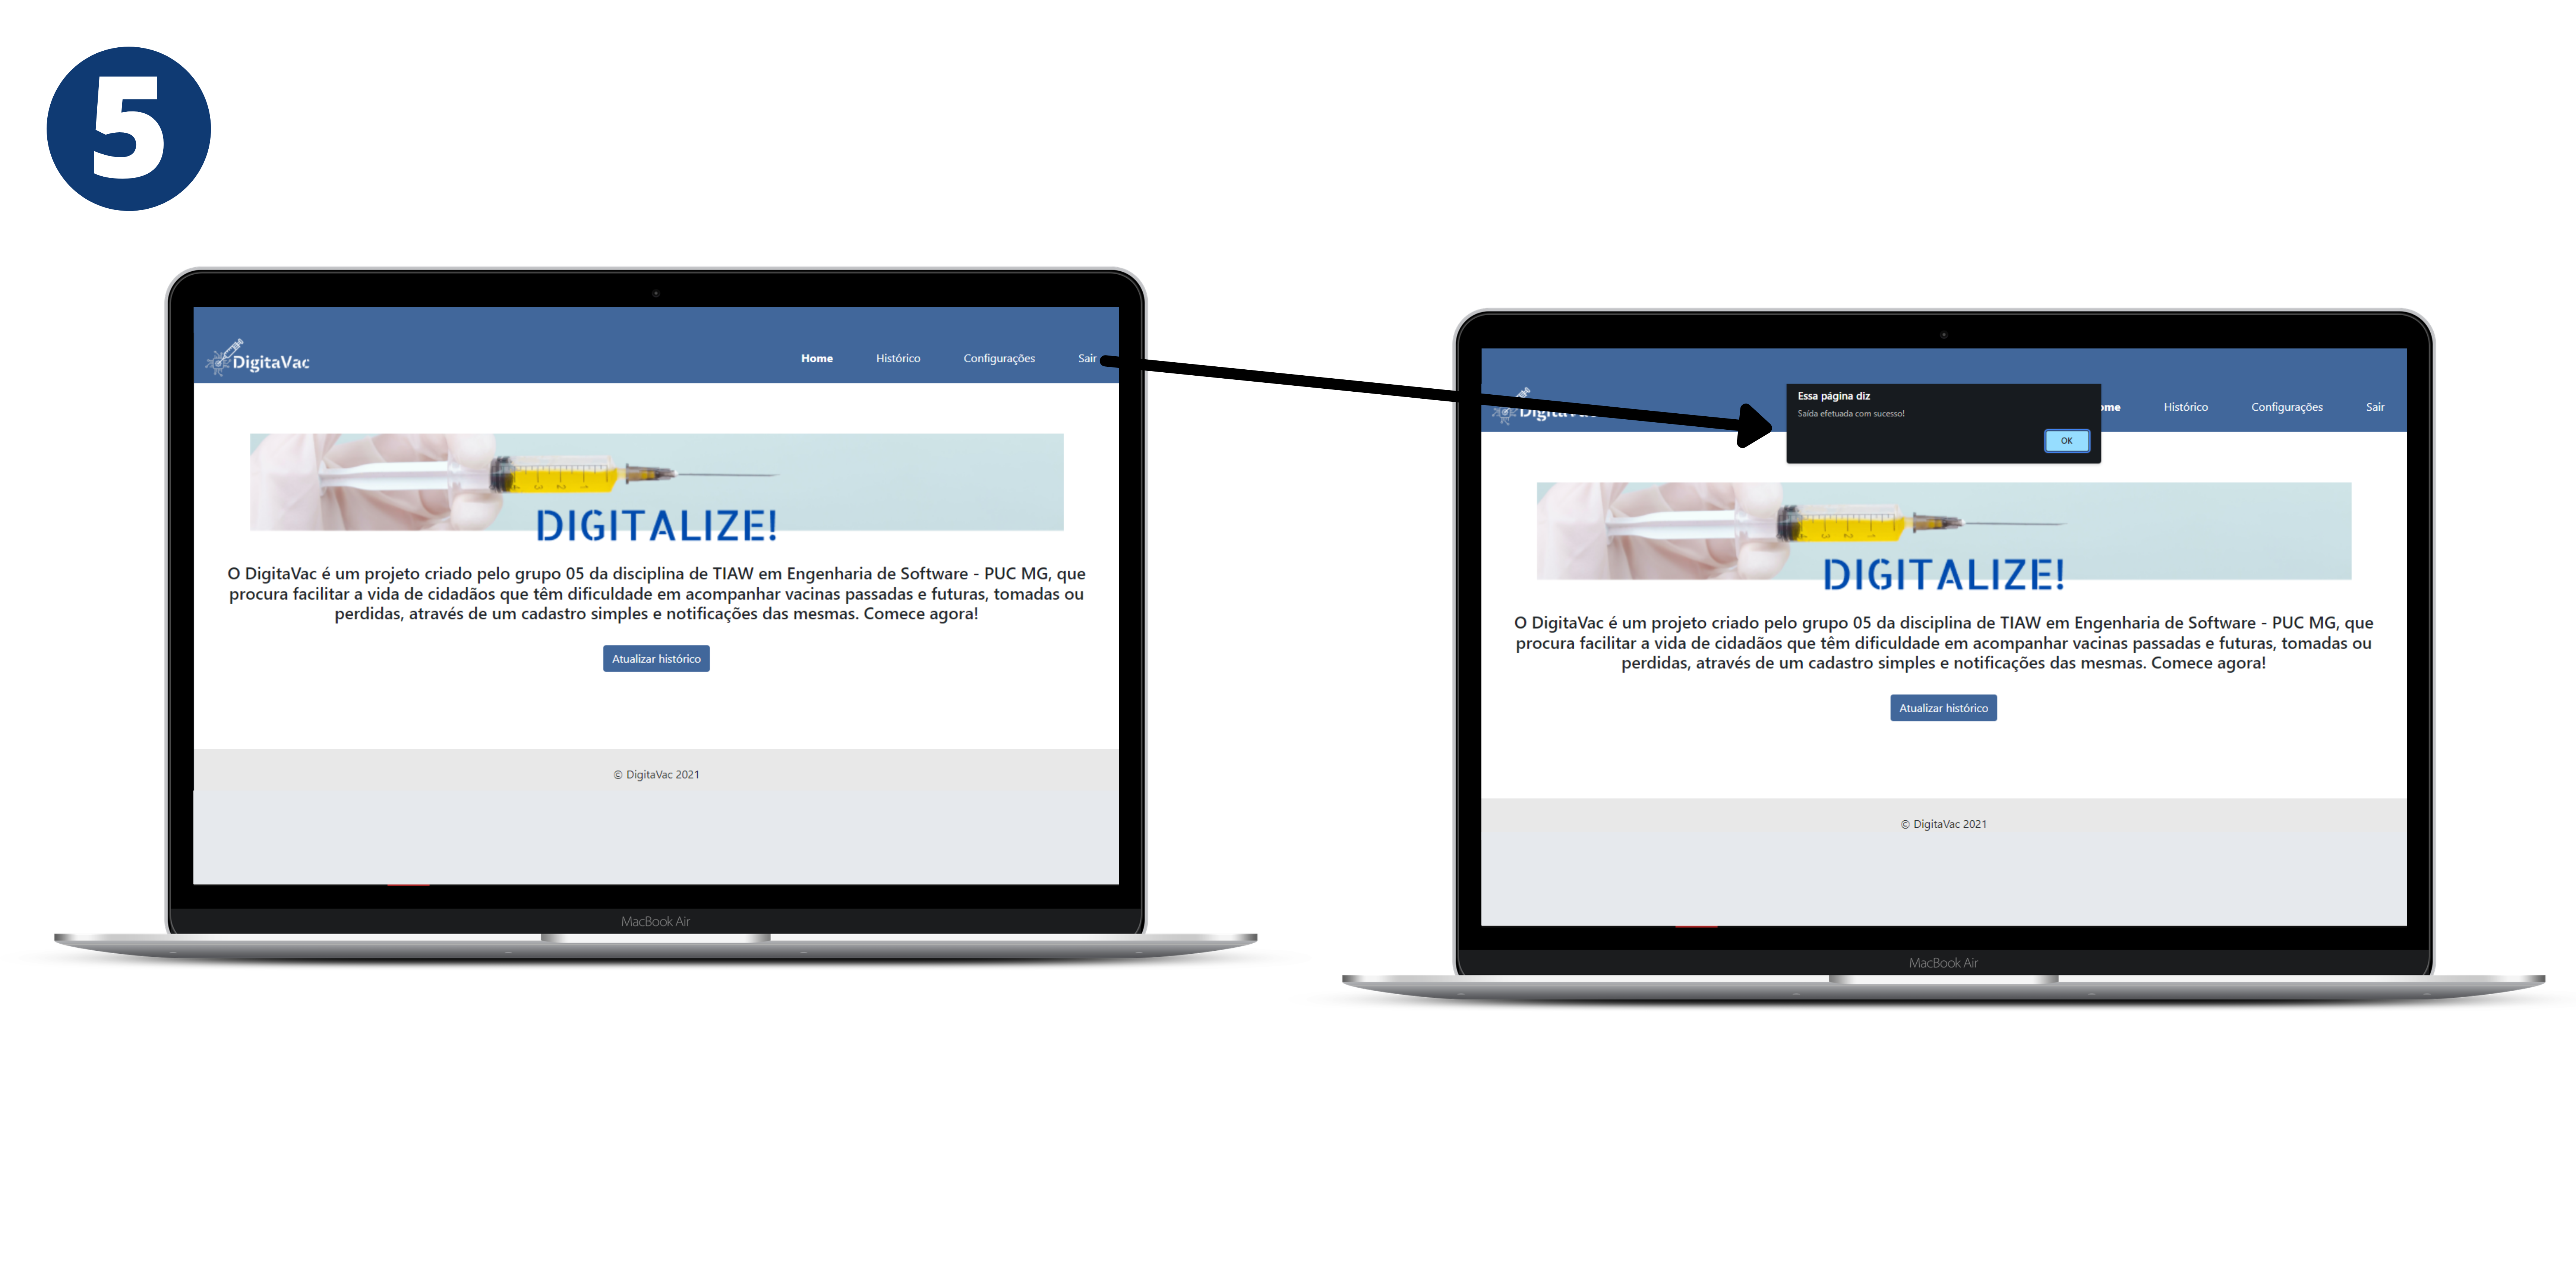 5
DigitaVac
Home Histórico Configurações Sair
DIGITALIZE!
O DigitaVac é um projeto criado pelo grupo 05 da disciplina de TIAW em Engenharia de Software - PUC MG, que
procura facilitar a vida de cidadãos que têm dificuldade em acompanhar vacinas passadas e futuras, tomadas ou
perdidas, através de um cadastro simples e notificações das mesmas. Comece agora!
Atualizar histórico
© DigitaVac 2021
MacBook Air
Essa página diz
Saída efetuada com sucesso!
OK
ome Histórico Configurações Sair
DIGITALIZE!
O DigitaVac é um projeto criado pelo grupo 05 da disciplina de TIAW em Engenharia de Software - PUC MG, que
procura facilitar a vida de cidadãos que têm dificuldade em acompanhar vacinas passadas e futuras, tomadas ou
perdidas, através de um cadastro simples e notificações das mesmas. Comece agora!
Atualizar histórico
© DigitaVac 2021
MacBook Air